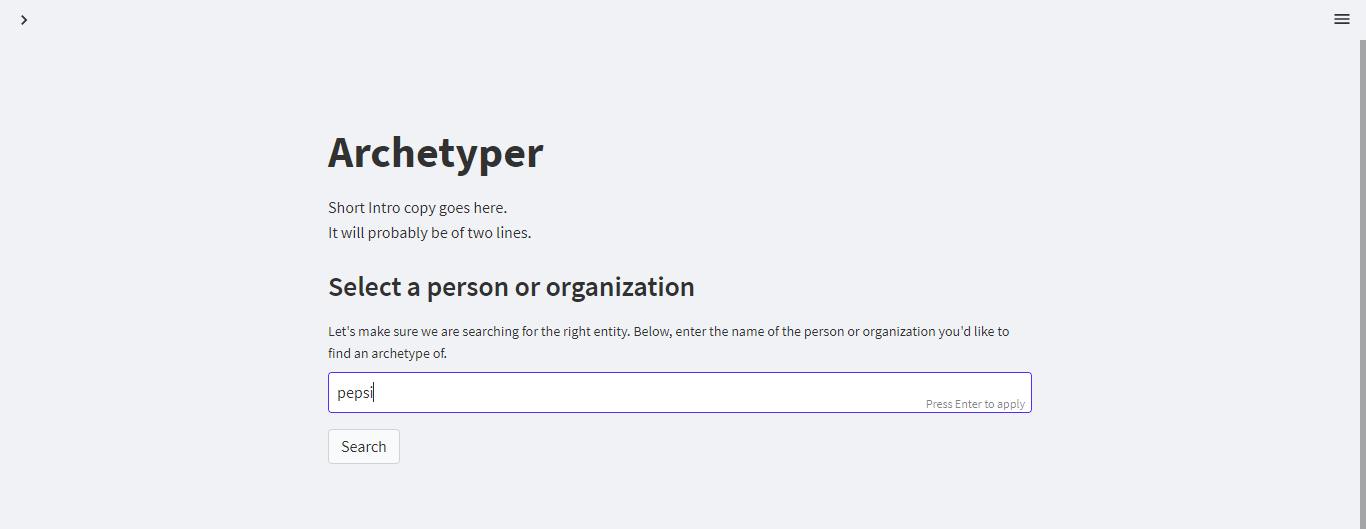 Archetyper
Short Intro copy goes here.
It will probably be of two lines.
Select a person or organization
Let's make sure we are searching for the right entity. Below, enter the name of the person or organization you'd like to
find an archetype of.
pepsi
Press Enter to apply
Search